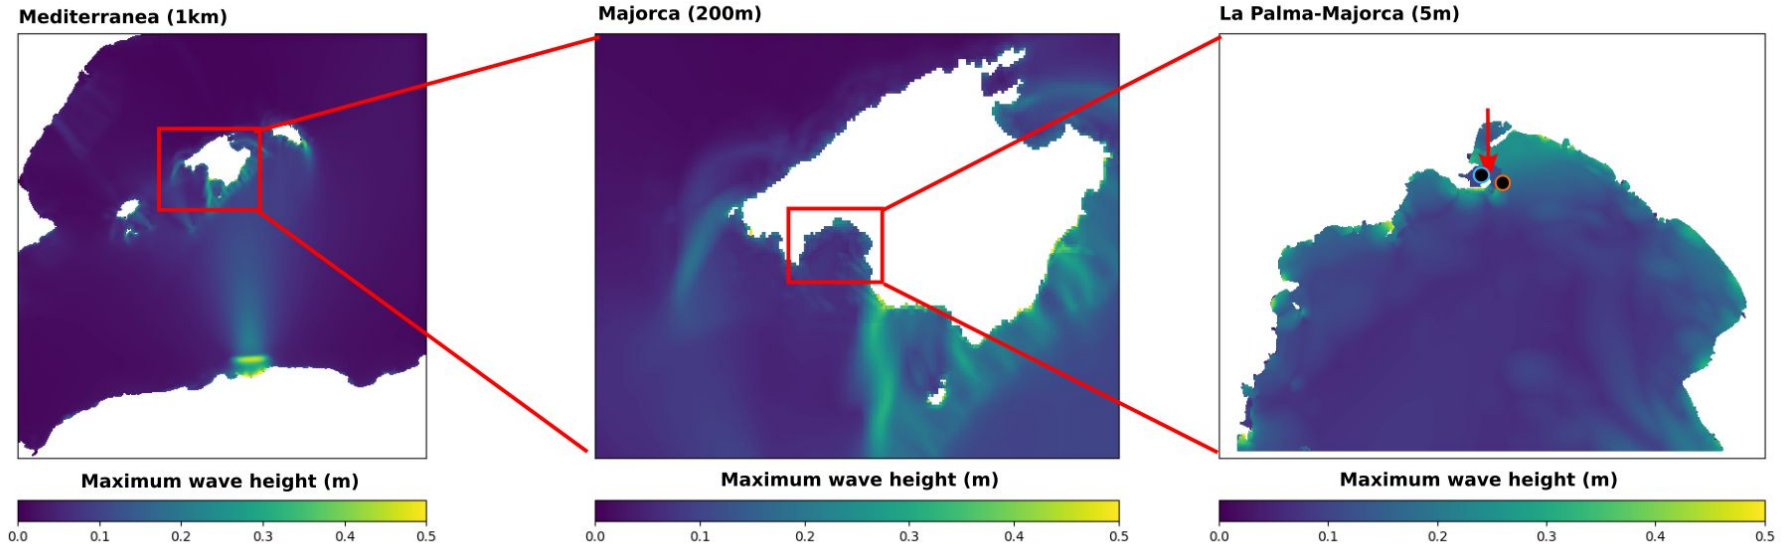 Mediterranea (1km)
Majorca (200m)
La Palma-Majorca (5m)
Maximum wave height (m)
Maximum wave height (m)
Maximum wave height (m)
0.0 0.1 0.2 0.3 0.4 0.5
0.0 0.1 0.2 0.3 0.4 0.5
0.0 0.1 0.2 0.3 0.4 0.5